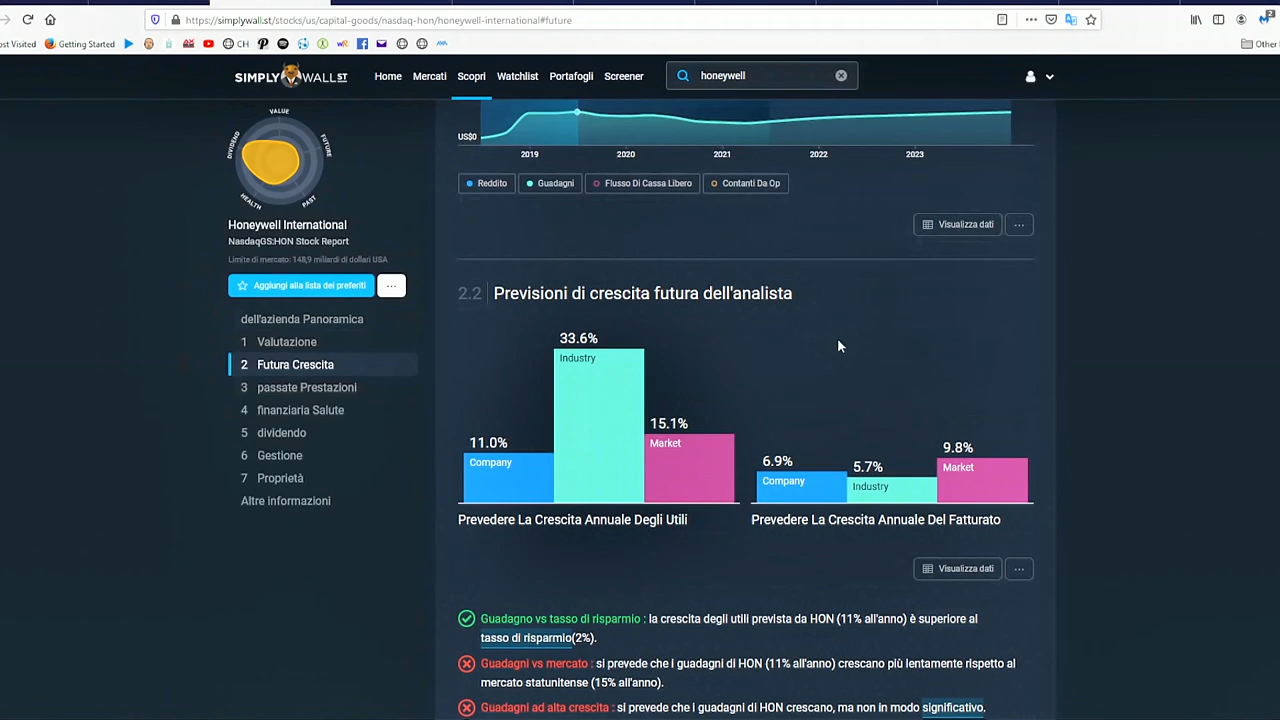 https://simplywall.st/stocks/us/capital-goods/nasdaq-hon/honeywell-international#future
ost Visited
Getting Started
CH
Other
SIMPLY WALL ST
Home
Mercati
Scopri
Watchlist
Portafogli
Screener
honeywell
VALUE
FUTURE
PAST
HEALTH
DIVIDEND
Honeywell International
NasdaqGS:HON Stock Report
Limite di mercato: 148,9 miliardi di dollari USA
Aggiungi alla lista dei preferiti
...
dell'azienda Panoramica
1 Valutazione
2 Futura Crescita
3 passate Prestazioni
4 finanziaria Salute
5 dividendo
6 Gestione
7 Proprietà
Altre informazioni
US$0
2019 2020 2021 2022 2023
Reddito
Guadagni
Flusso Di Cassa Libero
Contanti Da Op
Visualizza dati
...
2.2 Previsioni di crescita futura dell'analista
33.6%
Industry
15.1%
Market
11.0%
Company
Prevedere La Crescita Annuale Degli Utili
6.9%
Company
5.7%
Industry
9.8%
Market
Prevedere La Crescita Annuale Del Fatturato
Visualizza dati
...
Guadagno vs tasso di risparmio : la crescita degli utili prevista da HON (11% all'anno) è superiore al
tasso di risparmio(2%).
Guadagni vs mercato : si prevede che i guadagni di HON (11% all'anno) crescano più lentamente rispetto al
mercato statunitense (15% all'anno).
Guadagni ad alta crescita : si prevede che i guadagni di HON crescano, ma non in modo significativo.